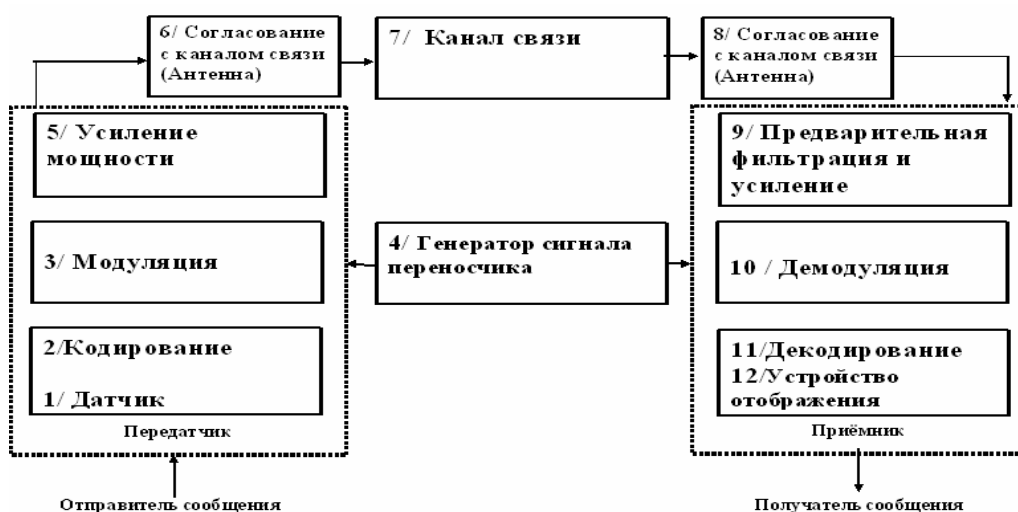 6/ Согласование
с каналом связи
(Антенна)
7/ Канал связи
8/ Согласование
с каналом связи
(Антенна)
5/ Усиление
мощности
9/ Предварительная
фильтрация и
усиление
3/ Модуляция
4/ Генератор сигнала
переносчика
10 / Демодуляция
2/Кодирование
1/ Датчик
11/Декодирование
12/Устройство
отображения
Передатчик
Приёмник
Отправитель сообщения
Получатель сообщения